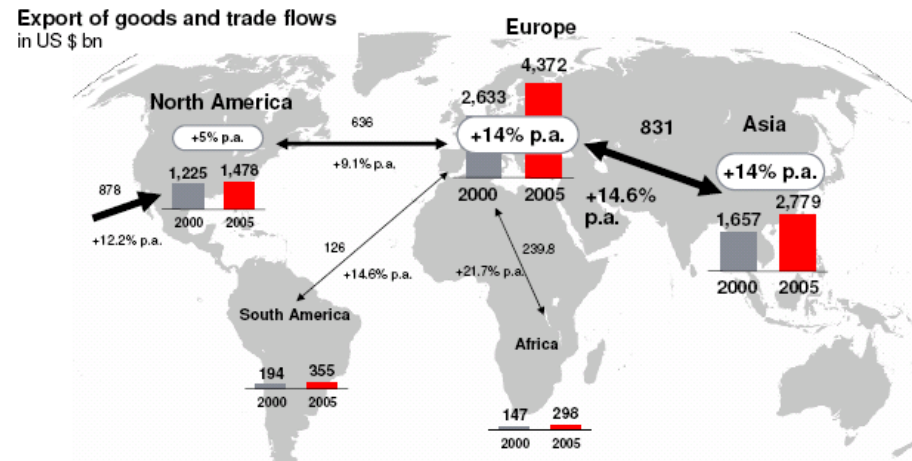 Export of goods and trade flows
in US $ bn
Europe
4,372
2,633
+14% p.a.
2000 2005
North America
+5% p.a.
1,225 1,478
2000 2005
636
+9.1% p.a.
878
+12.2% p.a.
831
+14.6%
p.a.
Asia
+14% p.a.
2,779
1,657
2000 2005
126
+14.6% p.a.
239.8
+21.7% p.a.
South America
194 355
2000 2005
Africa
147 298
2000 2005